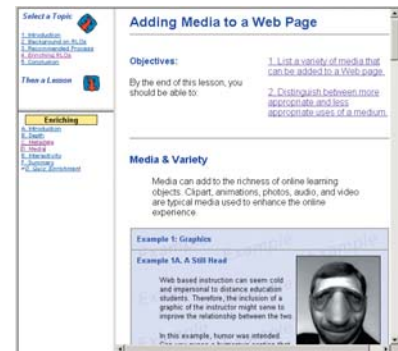 Select a Topic
1. Introduction
2. Background on RLOs
3. Recommended Process
4. Enriching RLOs
5. Conclusion
Then a Lesson
Enriching
A. Introduction
B. Depth
C. Metadata
D. Media
E. Interactivity
F. Summary
G. Quiz: Enrichment
Adding Media to a Web Page
Objectives:
By the end of this lesson, you
should be able to:
1. List a variety of media that
can be added to a Web page.
2. Distinguish between more
appropriate and less
appropriate uses of a medium.
Media & Variety
Media can add to the richness of online learning
objects. Clipart, animations, photos, audio, and video
are typical media used to enhance the online
experience.
Example 1: Graphics
Example 1A. A Still Head
Web based instruction can seem cold
and impersonal to distance education
students. Therefore, the inclusion of a
graphic of the instructor might seem to
improve the relationship between the two.
In this example, humor was intended.